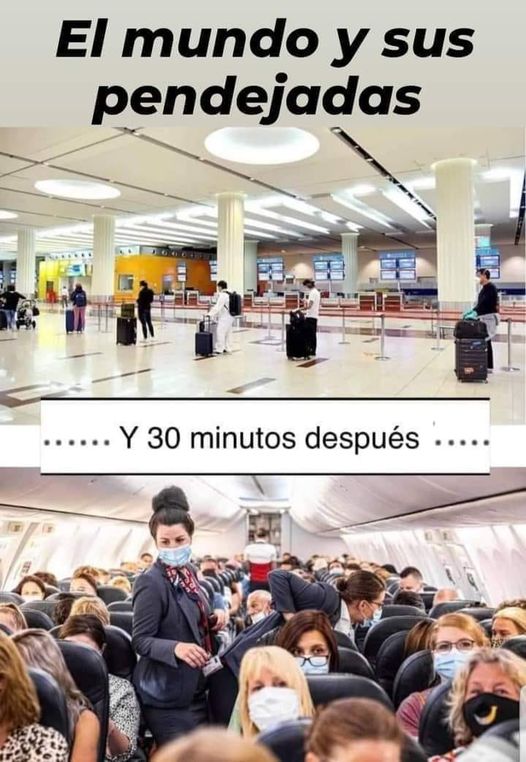 El mundo y sus
pendejadas
...... Y 30 minutos después .....